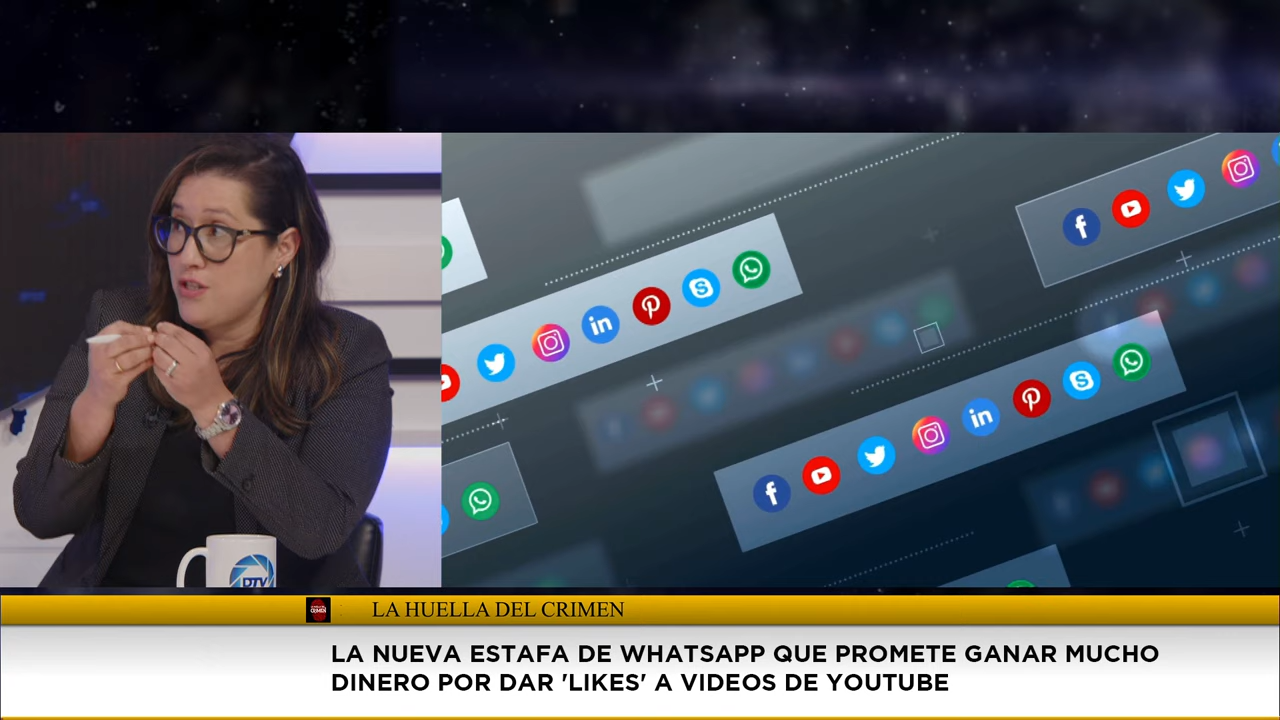 PTV
LA HUELLA DEL CRIMEN
LA NUEVA ESTAFA DE WHATSAPP QUE PROMETE GANAR MUCHO
DINERO POR DAR 'LIKES' A VIDEOS DE YOUTUBE